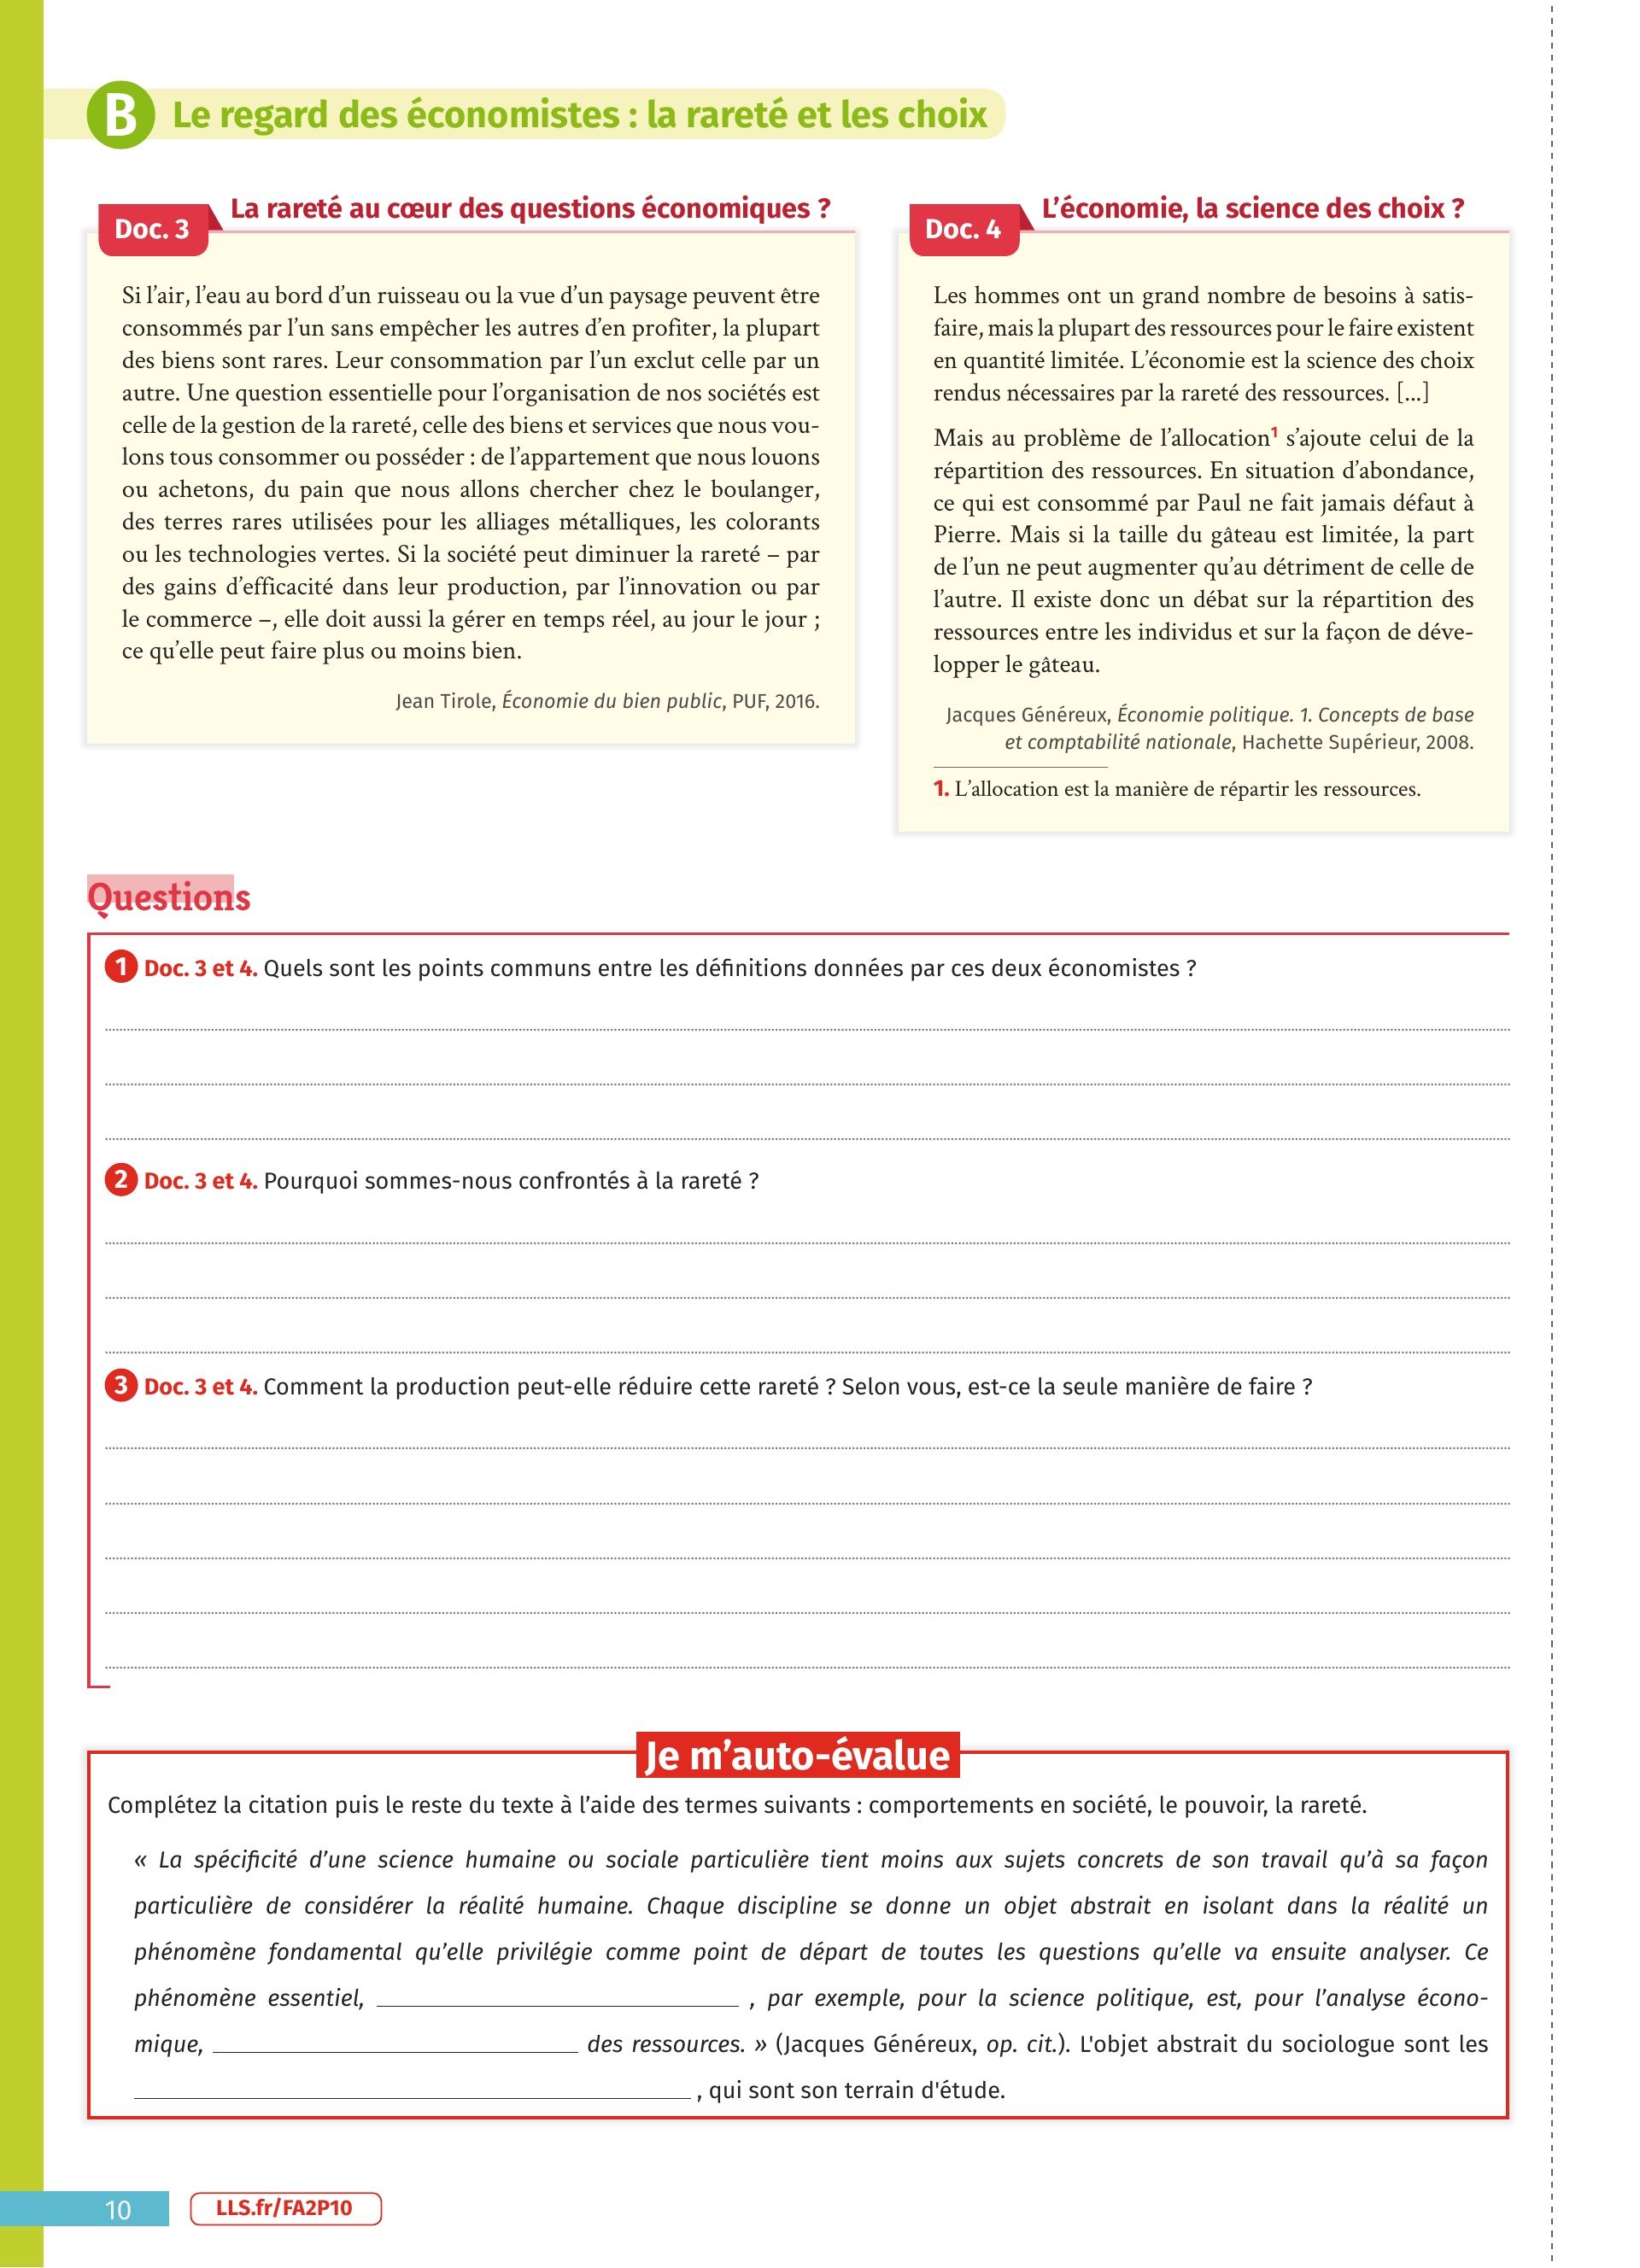 B Le regard des économistes : la rareté et les choix
Doc. 3 La rareté au cœur des questions économiques ?
Si l’air, l’eau au bord d’un ruisseau ou la vue d’un paysage peuvent être
consommés par l’un sans empêcher les autres d’en profiter, la plupart
des biens sont rares. Leur consommation par l’un exclut celle par un
autre. Une question essentielle pour l’organisation de nos sociétés est
celle de la gestion de la rareté, celle des biens et services que nous vou-
lons tous consommer ou posséder : de l’appartement que nous louons
ou achetons, du pain que nous allons chercher chez le boulanger,
des terres rares utilisées pour les alliages métalliques, les colorants
ou les technologies vertes. Si la société peut diminuer la rareté – par
des gains d’efficacité dans leur production, par l’innovation ou par
le commerce –, elle doit aussi la gérer en temps réel, au jour le jour ;
ce qu’elle peut faire plus ou moins bien.
Jean Tirole, Économie du bien public, PUF, 2016.
Doc. 4 L’économie, la science des choix ?
Les hommes ont un grand nombre de besoins à satis-
faire, mais la plupart des ressources pour le faire existent
en quantité limitée. L’économie est la science des choix
rendus nécessaires par la rareté des ressources. [...]
Mais au problème de l’allocation¹ s’ajoute celui de la
répartition des ressources. En situation d’abondance,
ce qui est consommé par Paul ne fait jamais défaut à
Pierre. Mais si la taille du gâteau est limitée, la part
de l’un ne peut augmenter qu’au détriment de celle de
l’autre. Il existe donc un débat sur la répartition des
ressources entre les individus et sur la façon de déve-
lopper le gâteau.
Jacques Généreux, Économie politique. 1. Concepts de base
et comptabilité nationale, Hachette Supérieur, 2008.
1. L’allocation est la manière de répartir les ressources.
Questions
1 Doc. 3 et 4. Quels sont les points communs entre les définitions données par ces deux économistes ?
2 Doc. 3 et 4. Pourquoi sommes-nous confrontés à la rareté ?
3 Doc. 3 et 4. Comment la production peut-elle réduire cette rareté ? Selon vous, est-ce la seule manière de faire ?
Je m’auto-évalue
Complétez la citation puis le reste du texte à l’aide des termes suivants : comportements en société, le pouvoir, la rareté.
« La spécificité d’une science humaine ou sociale particulière tient moins aux sujets concrets de son travail qu’à sa façon
particulière de considérer la réalité humaine. Chaque discipline se donne un objet abstrait en isolant dans la réalité un
phénomène fondamental qu’elle privilégie comme point de départ de toutes les questions qu’elle va ensuite analyser. Ce
phénomène essentiel, , par exemple, pour la science politique, est, pour l’analyse écono-
mique, des ressources. » (Jacques Généreux, op. cit.). L'objet abstrait du sociologue sont les
, qui sont son terrain d'étude.
10 LLS.fr/FA2P10